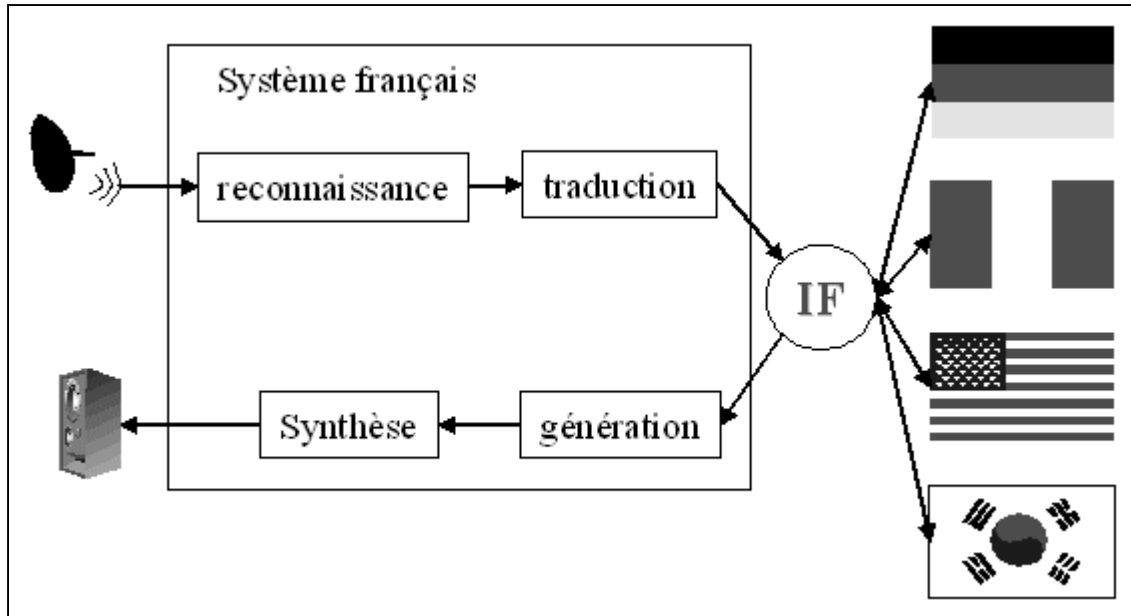 Système français
reconnaissance
traduction
IF
Synthèse
génération